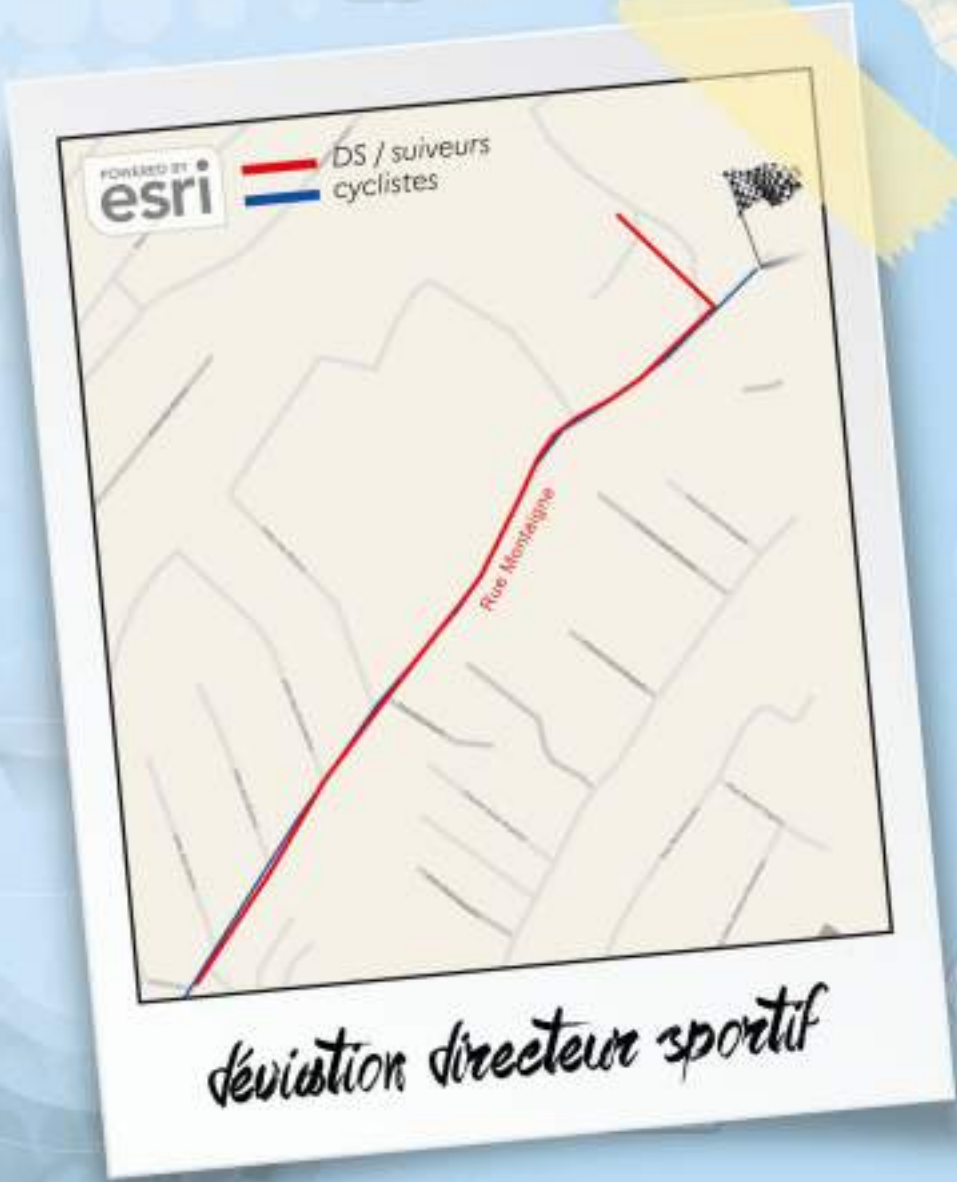 POWERED BY
esri
DS / suiveurs
cyclistes
Rue Montaigne
déviation directeur sportif